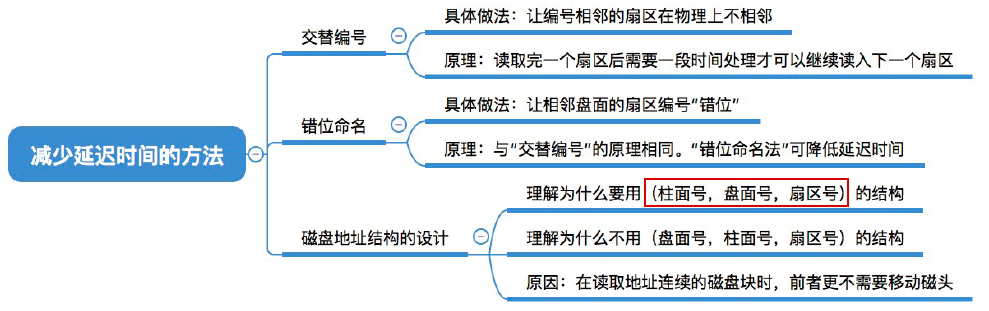 减少延迟时间的方法
交替编号
具体做法：让编号相邻的扇区在物理上不相邻
原理：读取完一个扇区后需要一段时间处理才可以继续读入下一个扇区
错位命名
具体做法：让相邻盘面的扇区编号“错位”
原理：与“交替编号”的原理相同。“错位命名法”可降低延迟时间
磁盘地址结构的设计
理解为什么要用（柱面号，盘面号，扇区号）的结构
理解为什么不用（盘面号，柱面号，扇区号）的结构
原因：在读取地址连续的磁盘块时，前者更不需要移动磁头